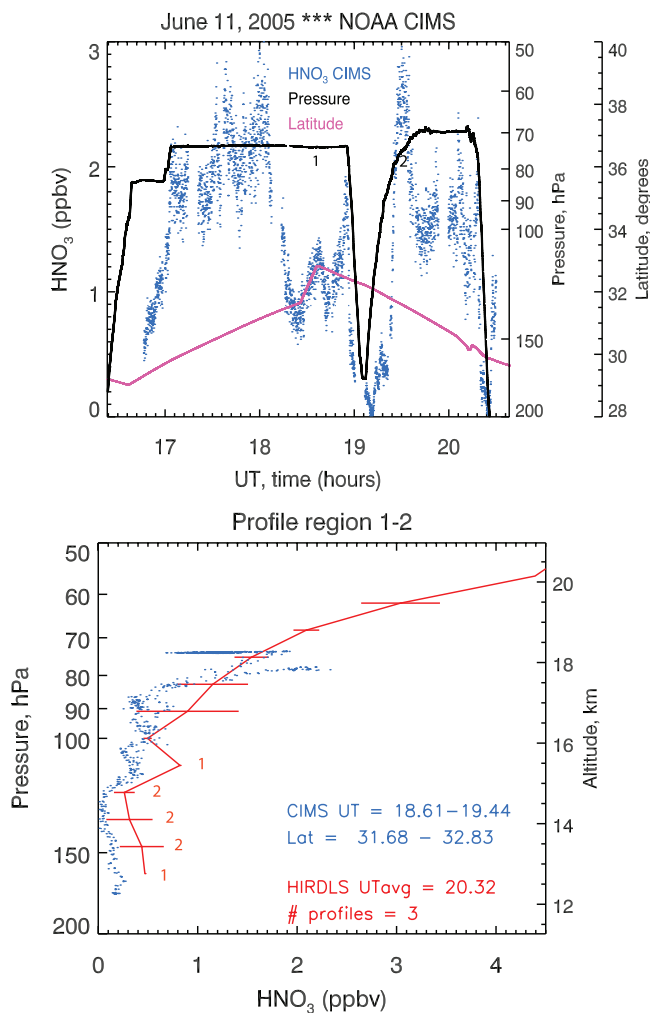 June 11, 2005 *** NOAA CIMS
3
2
1
0
HNO3 (ppbv)
HNO3 CIMS
Pressure
Latitude
1
2
50
60
70
80
90
100
150
200
Pressure, hPa
40
38
36
34
32
30
28
Latitude, degrees
17 18 19 20
UT, time (hours)
Profile region 1-2
50
60
70
80
90
100
150
200
Pressure, hPa
1
2
2
2
1
CIMS UT = 18.61-19.44
Lat = 31.68 - 32.83
HIRDLS UTavg = 20.32
# profiles = 3
20
18
16
14
12
Altitude, km
0 1 2 3 4
HNO3 (ppbv)